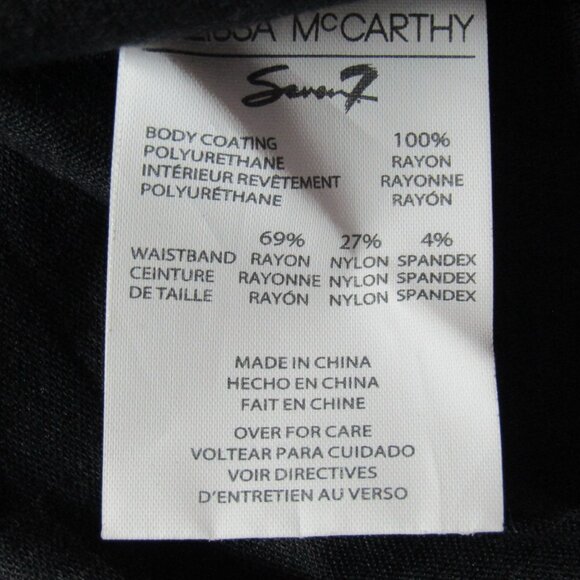 McCARTHY
Seven7
BODY COATING 100%
POLYURETHANE RAYON
INTÉRIEUR REVÊTEMENT RAYONNE
POLYURÉTHANE RAYÓN
69% 27% 4%
WAISTBAND RAYON NYLON SPANDEX
CEINTURE RAYONNE NYLON SPANDEX
DE TAILLE RAYÓN NYLON SPANDEX
MADE IN CHINA
HECHO EN CHINA
FAIT EN CHINE
OVER FOR CARE
VOLTEAR PARA CUIDADO
VOIR DIRECTIVES
D'ENTRETIEN AU VERSO